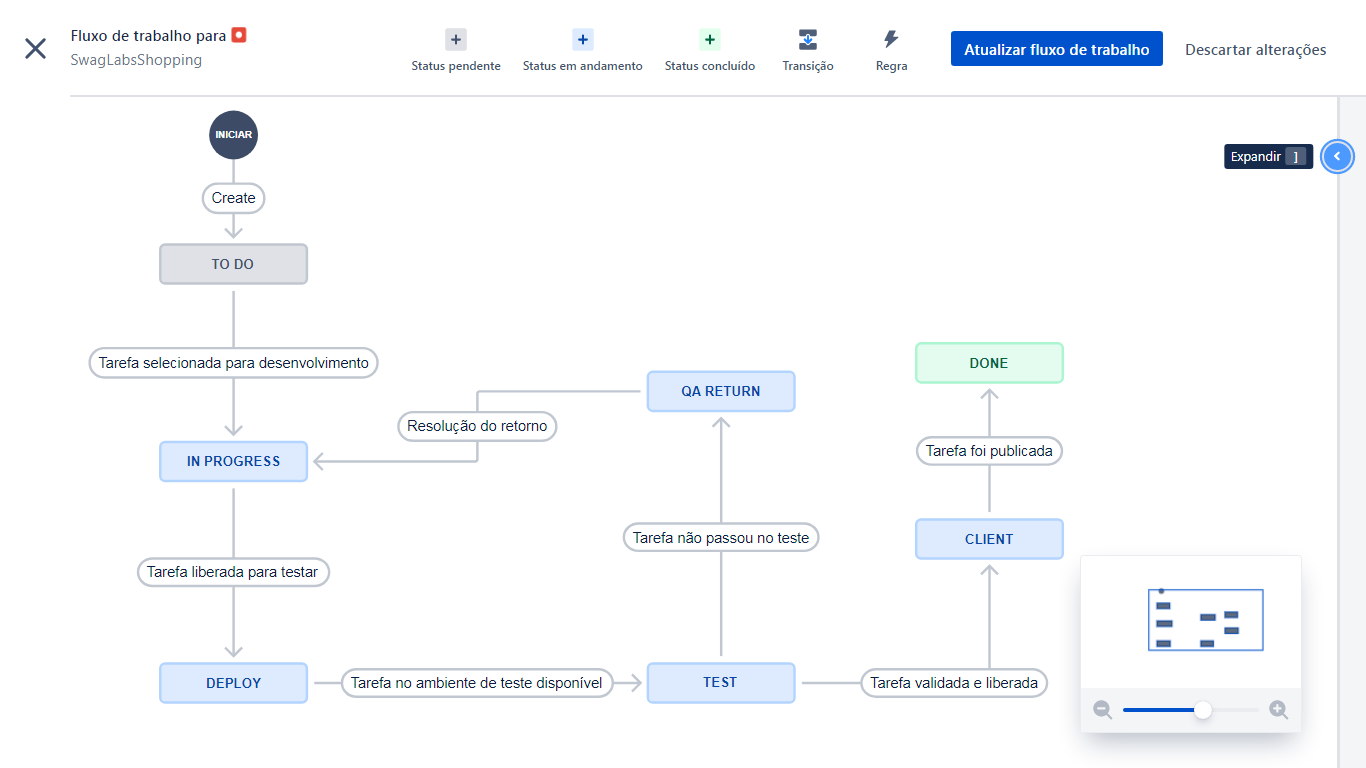 Fluxo de trabalho para
SwagLabsShopping
Status pendente
Status em andamento
Status concluído
Transição
Regra
Atualizar fluxo de trabalho
Descartar alterações
INICIAR
Expandir ]
Create
TO DO
Tarefa selecionada para desenvolvimento
DONE
QA RETURN
Resolução do retorno
Tarefa foi publicada
IN PROGRESS
Tarefa não passou no teste
CLIENT
Tarefa liberada para testar
DEPLOY
Tarefa no ambiente de teste disponível
TEST
Tarefa validada e liberada